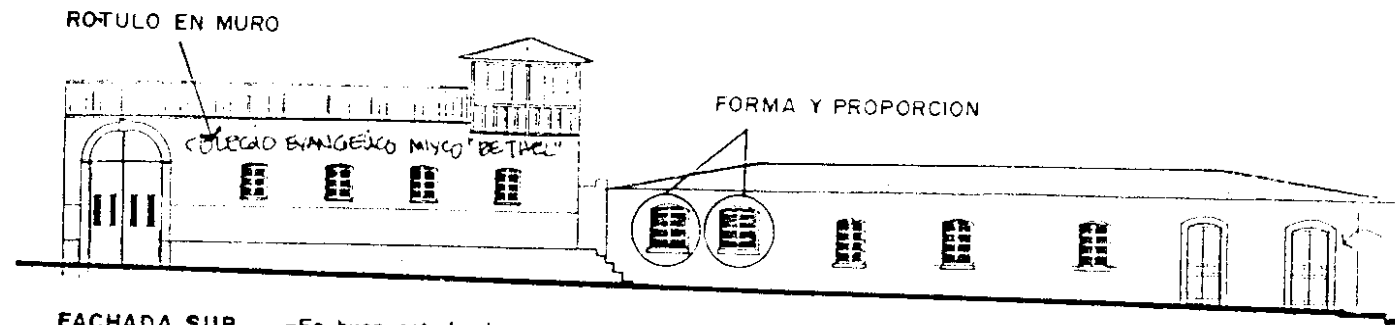 ROTULO EN MURO
FORMA Y PROPORCION
COLEGIO EVANGELICO MIXTO "BETHEL"
FACHADA SUR